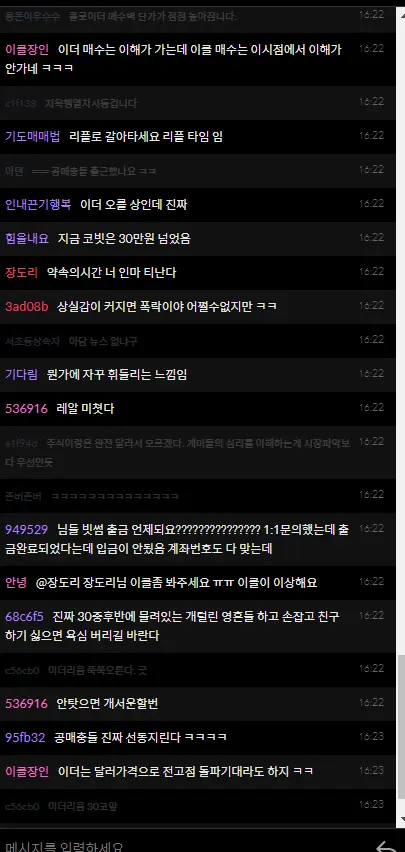 용돈이우수수 플로이더 매수벽 단가가 점점 높아집니다. 16:22
이클장인 이더 매수는 이해가 가는데 이클 매수는 이시점에서 이해가 16:22
안가네 ㅋㅋㅋ
c1f138 지옥행열차사등겁니다 16:22
기도매매법 리플로 갈아타세요 리플 타임 임 16:22
아덴 == 공매충들 출근했나요 ㅋㅋ 16:22
인내끈기행복 이더 오를 상인데 진짜 16:22
힘을내요 지금 코빗은 30만원 넘었음 16:22
장도리 약속의시간 너 인마 티난다 16:22
3ad08b 상실감이 커지면 폭락이야 어쩔수없지만 ㅋㅋ 16:22
서초동상속자 아담 뉴스 없냐구 16:22
기다림 뭔가에 자꾸 휘둘리는 느낌임 16:22
536916 레알 미쳣다 16:22
e1f94d 주식이랑은 완전 달라서 모르겠다. 개미들의 심리를 이해하는게 시장파악보 16:22
다 우선인듯
존버존버 ㅋㅋㅋㅋㅋㅋㅋㅋㅋㅋㅋㅋㅋㅋ 16:22
949529 님들 빗썸 출금 언제되요??????????????? 1:1문의했는데 출 16:22
금완료되었다는데 입금이 안됬음 계좌번호도 다 맞는데
안녕 @장도리 장도리님 이클좀 봐주세요 ㅠㅠ 이클이 이상해요 16:22
68c6f5 진짜 30중후반에 물려있는 개털린 영혼들 하고 손잡고 친구 16:22
하기 싫으면 욕심 버리길 바란다
c56cb0 이더리움 쭉쭉오른다. 굿 16:22
536916 안탓으면 개서운할번 16:22
95fb32 공매충들 진짜 선동지린다 ㅋㅋㅋㅋ 16:23
이클장인 이더는 달러가격으로 전고점 돌파기대라도 하지 ㅋㅋ 16:23
c56cb0 이더리움 30코앞 16:23
메시지를 입력하세요